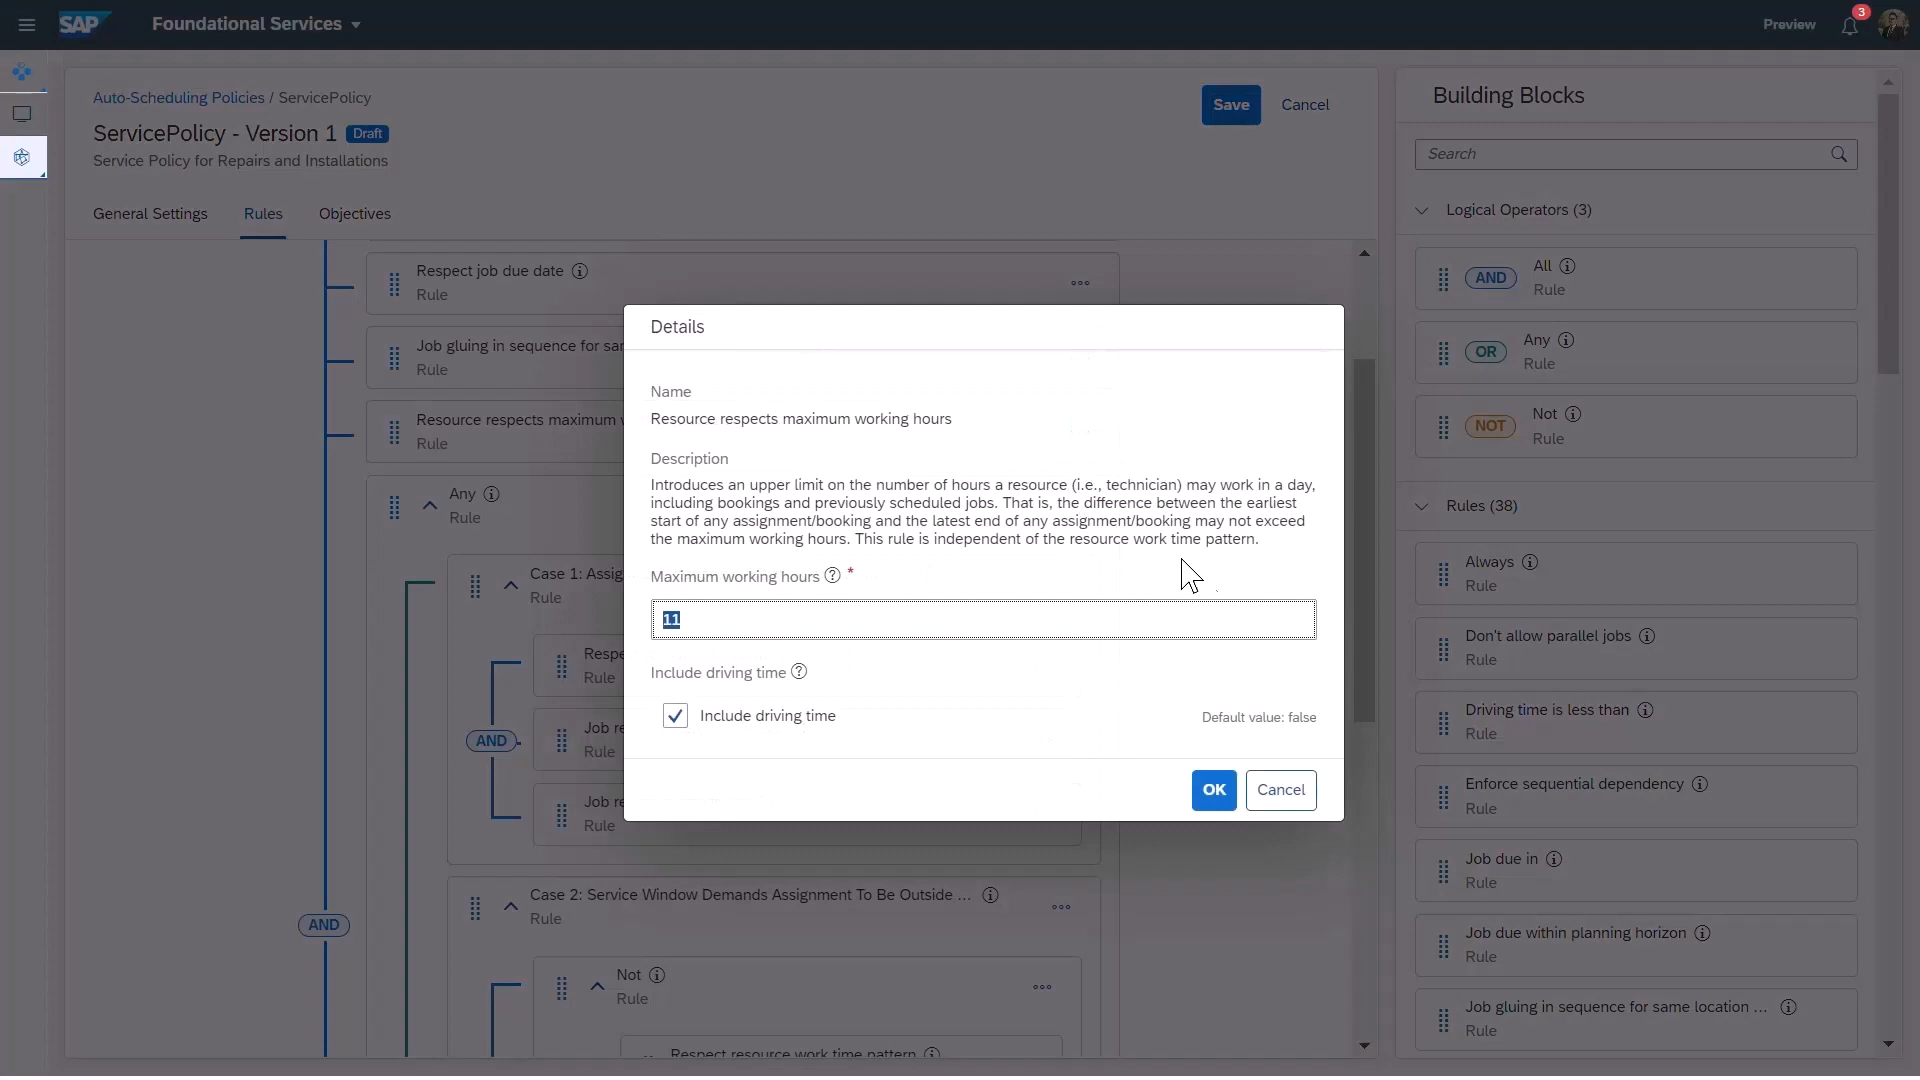 SAP
Foundational Services
Preview
3
Auto-Scheduling Policies / ServicePolicy
Save
Cancel
ServicePolicy - Version 1
Draft
Service Policy for Repairs and Installations
General Settings
Rules
Objectives
Respect job due date
Rule
Job gluing in sequence for sar
Rule
Resource respects maximum
Rule
Any
Rule
Case 1: Assig
Rule
Respe
Rule
AND
Job re
Rule
Job re
Rule
Case 2: Service Window Demands Assignment To Be Outside ...
Rule
AND
Not
Rule
Respect resource work time pattern
Details
Name
Resource respects maximum working hours
Description
Introduces an upper limit on the number of hours a resource (i.e., technician) may work in a day,
including bookings and previously scheduled jobs. That is, the difference between the earliest
start of any assignment/booking and the latest end of any assignment/booking may not exceed
the maximum working hours. This rule is independent of the resource work time pattern.
Maximum working hours *
11
Include driving time
Include driving time
Default value: false
OK
Cancel
Building Blocks
Search
Logical Operators (3)
AND
All
Rule
OR
Any
Rule
NOT
Not
Rule
Rules (38)
Always
Rule
Don't allow parallel jobs
Rule
Driving time is less than
Rule
Enforce sequential dependency
Rule
Job due in
Rule
Job due within planning horizon
Rule
Job gluing in sequence for same location ...
Rule